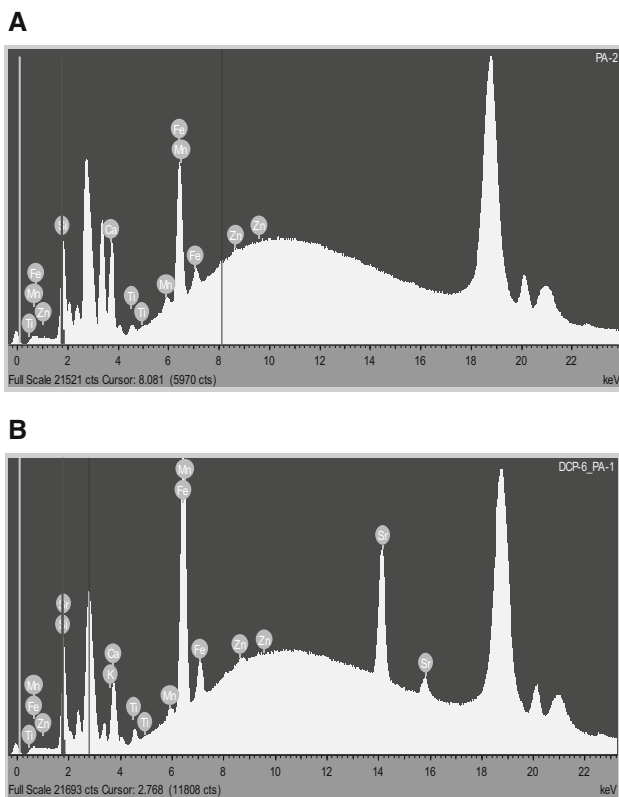 A
PA-2
Fe
Mn
Ca
Fe
Zn
Zn
Fe
Mn
Mn
Ti
Zn
Ti
Ti
0 2 4 6 8 10 12 14 16 18 20 22
Full Scale 21521 cts Cursor: 8.081 (5970 cts) keV
B
DCP-6_PA-1
Mn
Fe
Sr
Sr
Si
Ca
Fe
Zn
Zn
Sr
K
Mn
Mn
Fe
Ti
Zn
Ti
Ti
0 2 4 6 8 10 12 14 16 18 20 22
Full Scale 21693 cts Cursor: 2.768 (11808 cts) keV